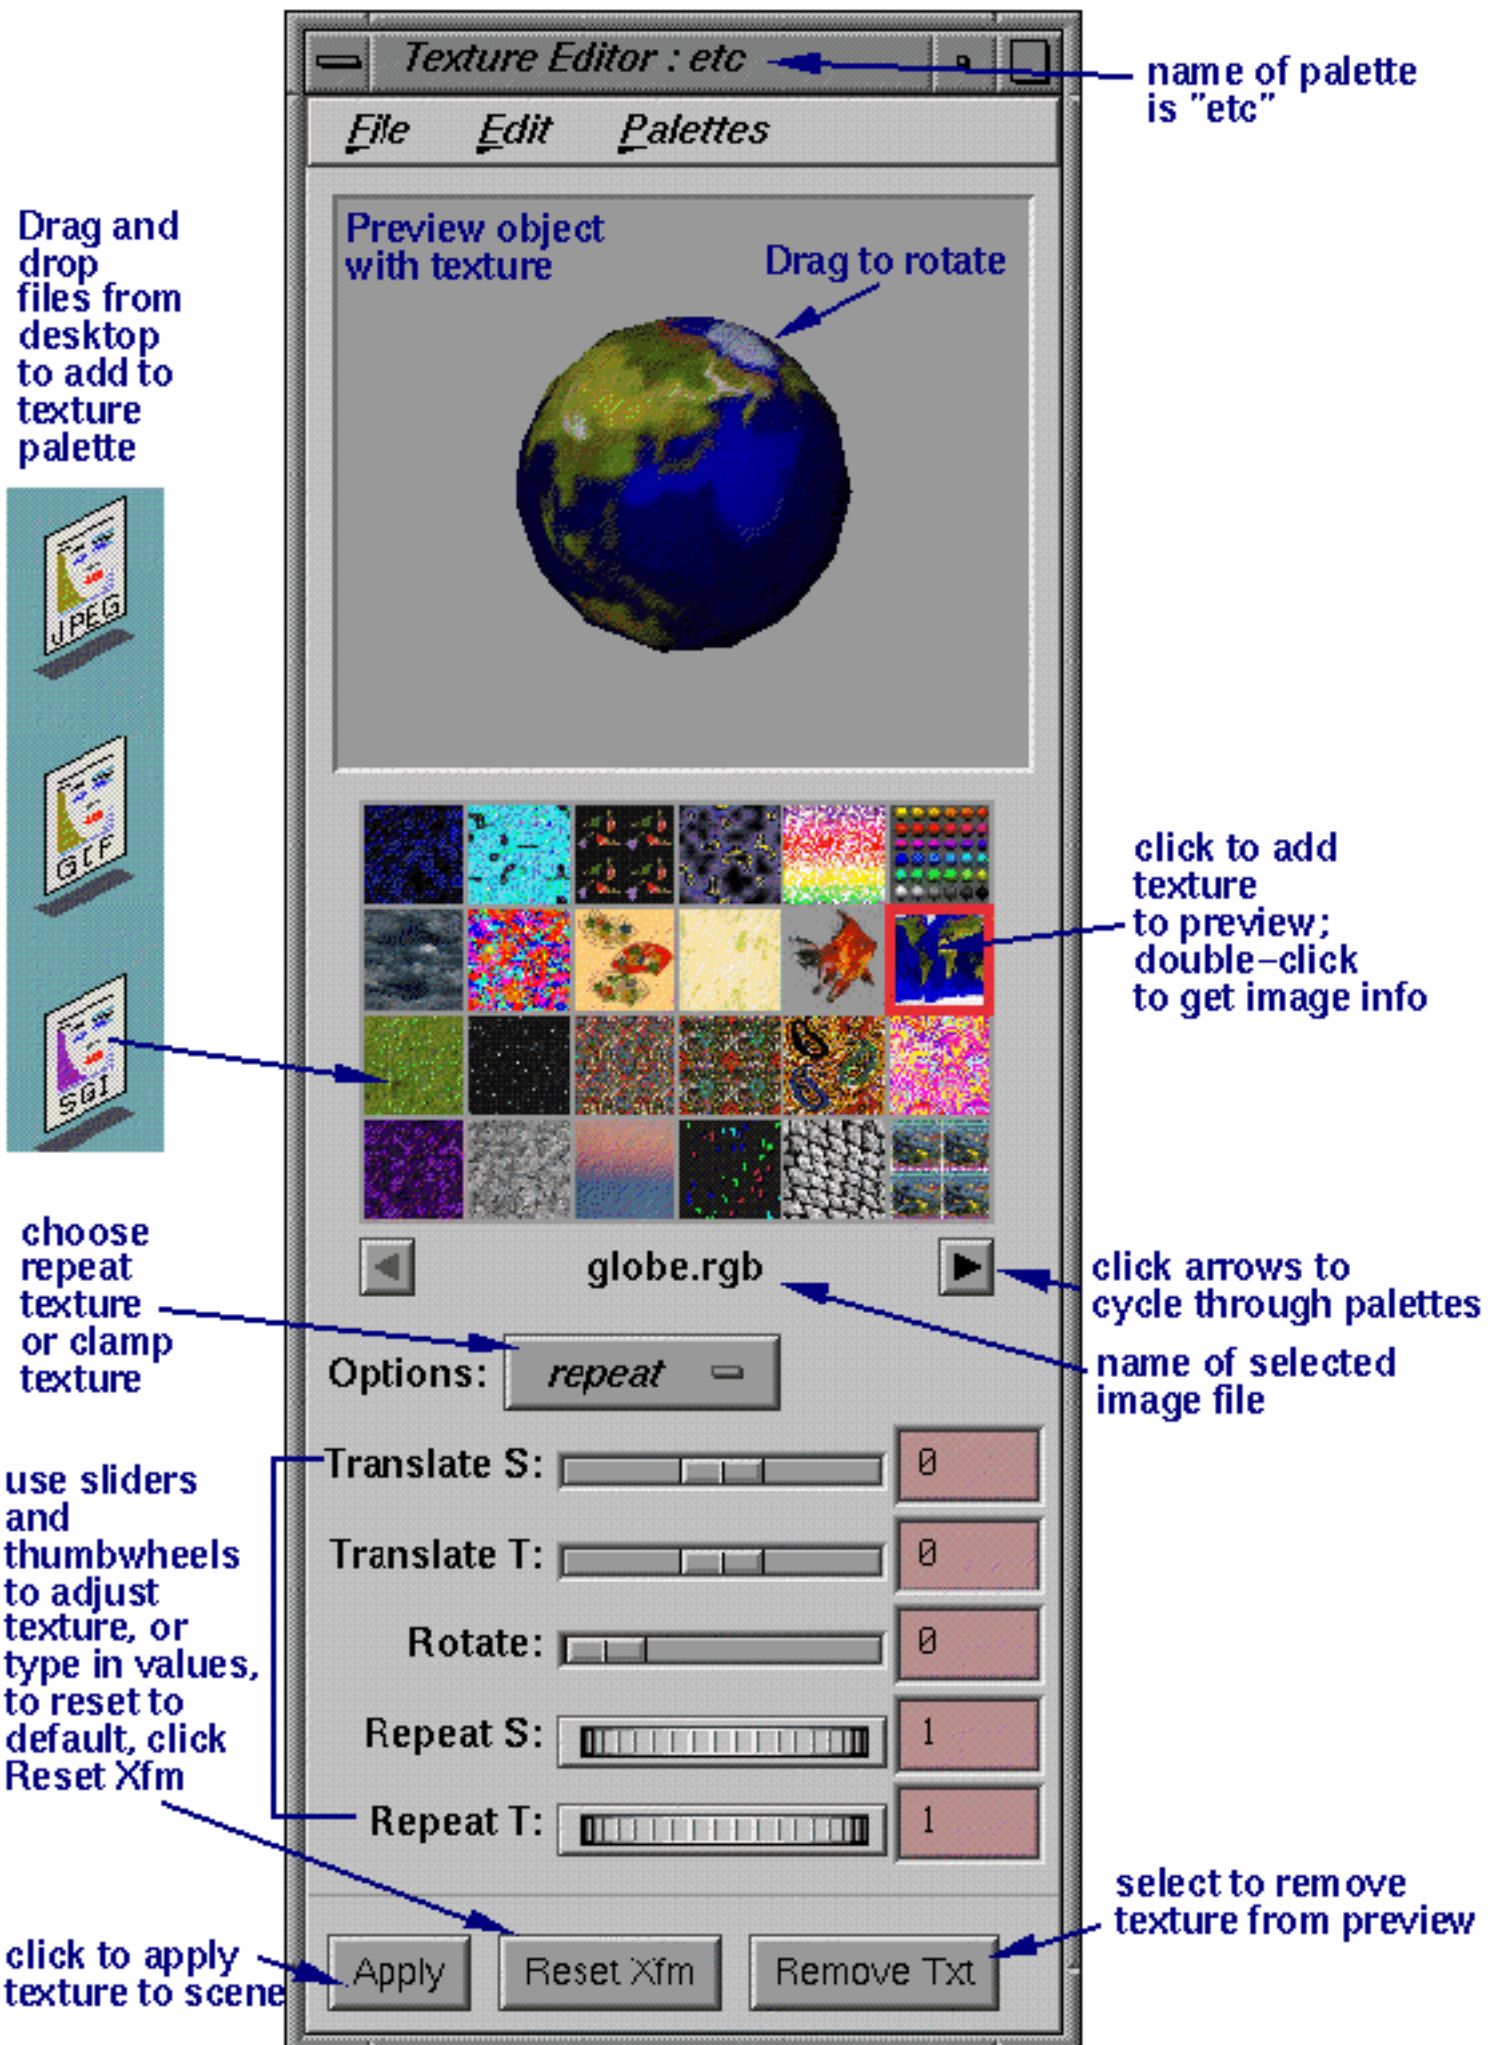 Texture Editor : etc
name of palette
is "etc"
File Edit Palettes
Drag and
drop
files from
desktop
to add to
texture
palette
Preview object
with texture
Drag to rotate
JPEG
GIF
SGI
click to add
texture
to preview;
double-click
to get image info
choose
repeat
texture
or clamp
texture
globe.rgb
click arrows to
cycle through palettes
name of selected
image file
Options: repeat
use sliders
and
thumbwheels
to adjust
texture, or
type in values,
to reset to
default, click
Reset Xfm
Translate S: 0
Translate T: 0
Rotate: 0
Repeat S: 1
Repeat T: 1
select to remove
texture from preview
click to apply
texture to scene
Apply Reset Xfm Remove Txt